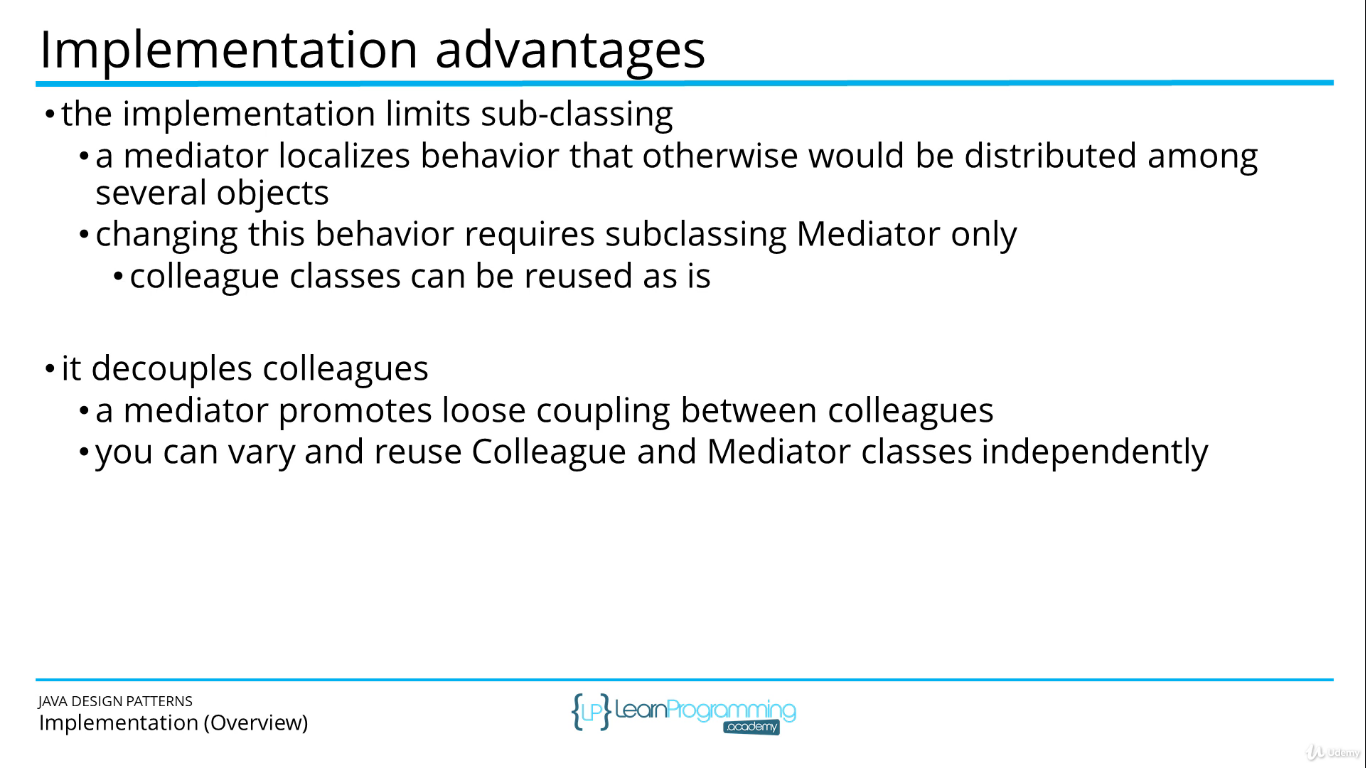 Implementation advantages
•the implementation limits sub-classing
•a mediator localizes behavior that otherwise would be distributed among
several objects
•changing this behavior requires subclassing Mediator only
•colleague classes can be reused as is
•it decouples colleagues
•a mediator promotes loose coupling between colleagues
•you can vary and reuse Colleague and Mediator classes independently
JAVA DESIGN PATTERNS
Implementation (Overview)
{LP} LearnProgramming
.academy
Udemy